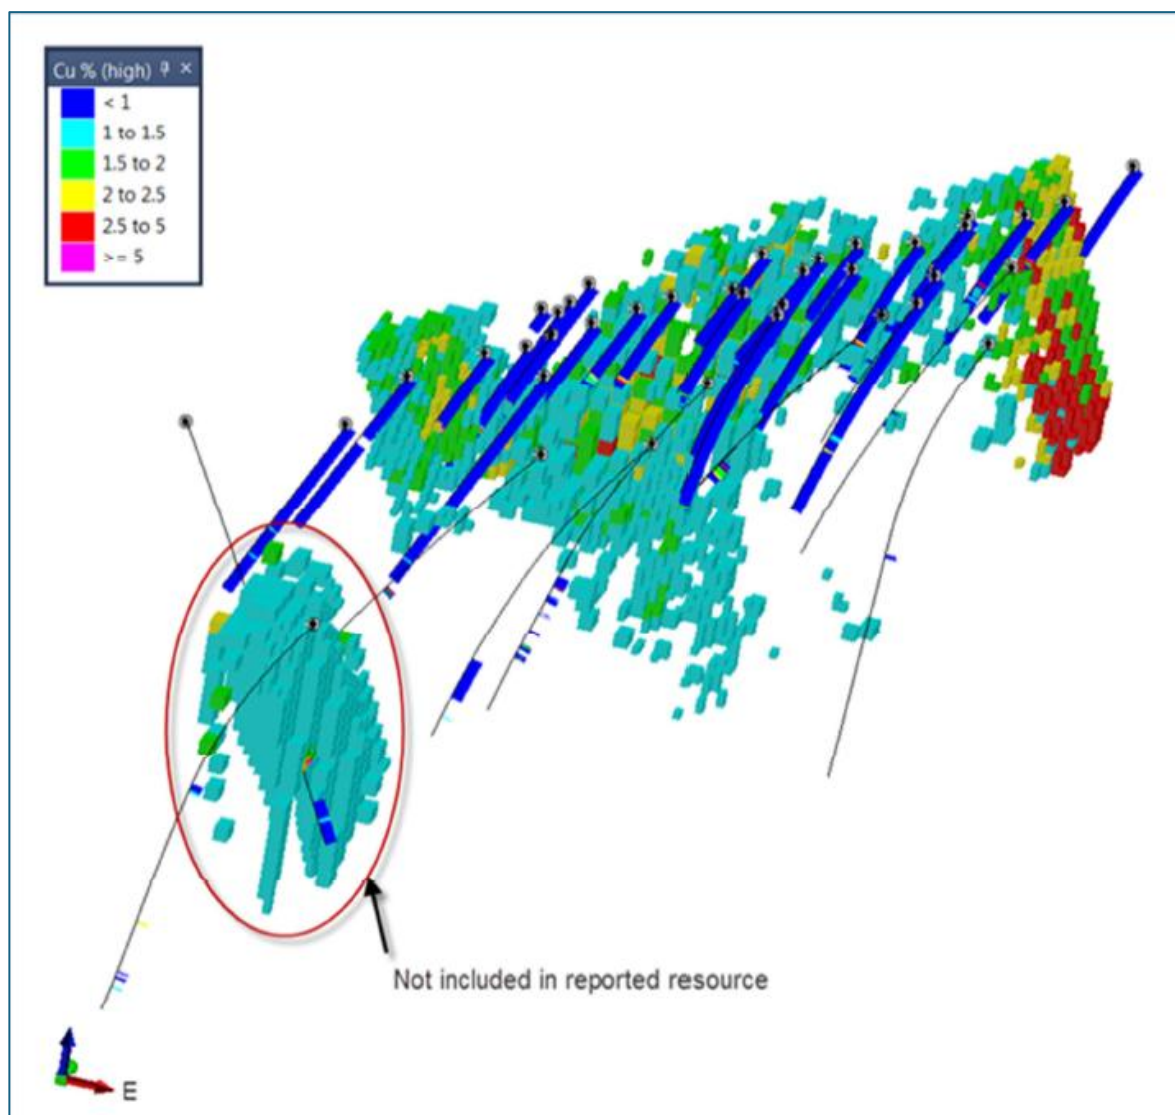 Cu % (high)
< 1
1 to 1.5
1.5 to 2
2 to 2.5
2.5 to 5
>= 5
Not included in reported resource
E